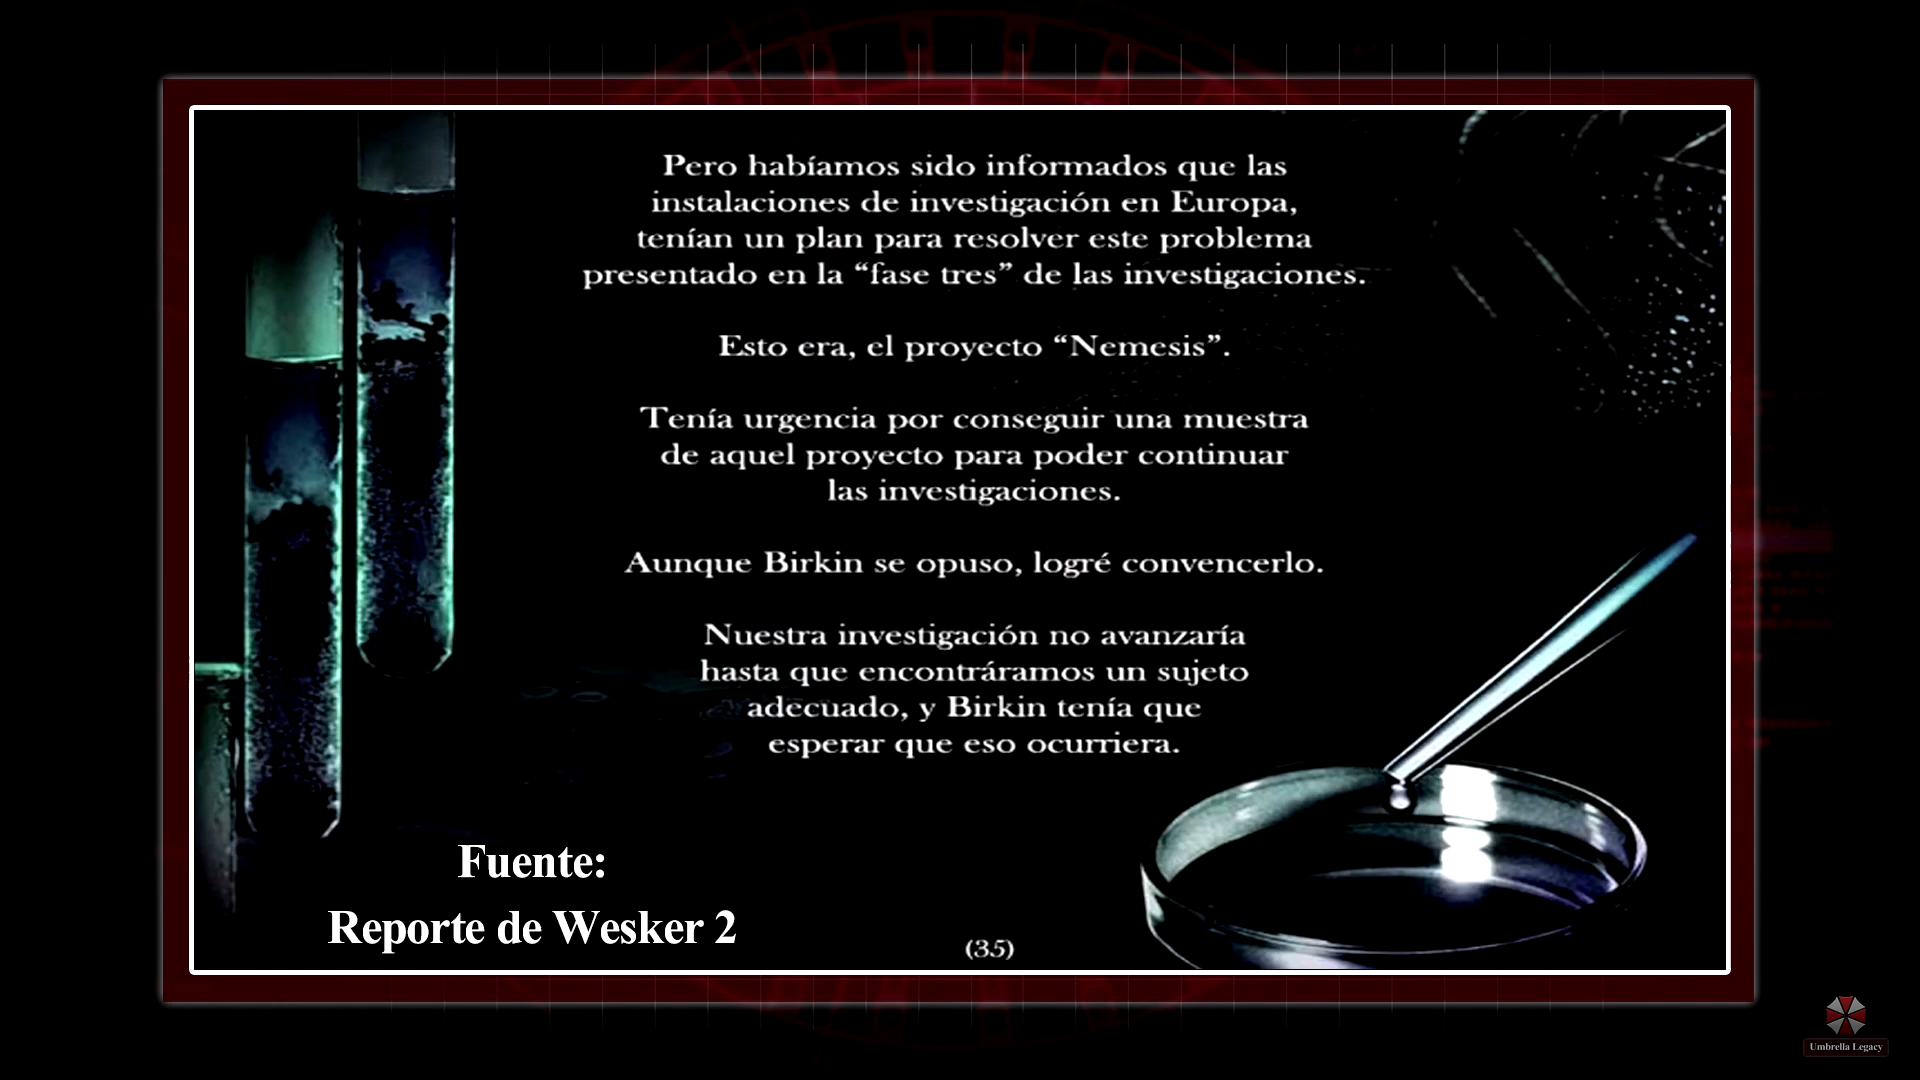 Pero habíamos sido informados que las
instalaciones de investigación en Europa,
tenían un plan para resolver este problema
presentado en la “fase tres” de las investigaciones.
Esto era, el proyecto “Nemesis”.
Tenía urgencia por conseguir una muestra
de aquel proyecto para poder continuar
las investigaciones.
Aunque Birkin se opuso, logré convencerlo.
Nuestra investigación no avanzaría
hasta que encontráramos un sujeto
adecuado, y Birkin tenía que
esperar que eso ocurriera.
Fuente:
Reporte de Wesker 2
(35)
Umbrella Legacy